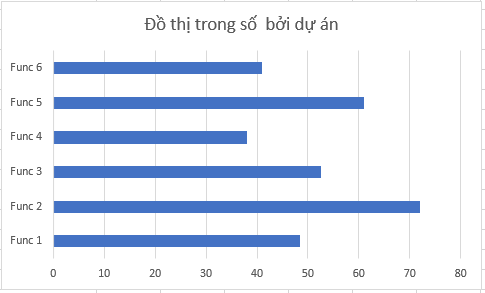 Đồ thị trong số bởi dự án
Func 6
Func 5
Func 4
Func 3
Func 2
Func 1
0 10 20 30 40 50 60 70 80